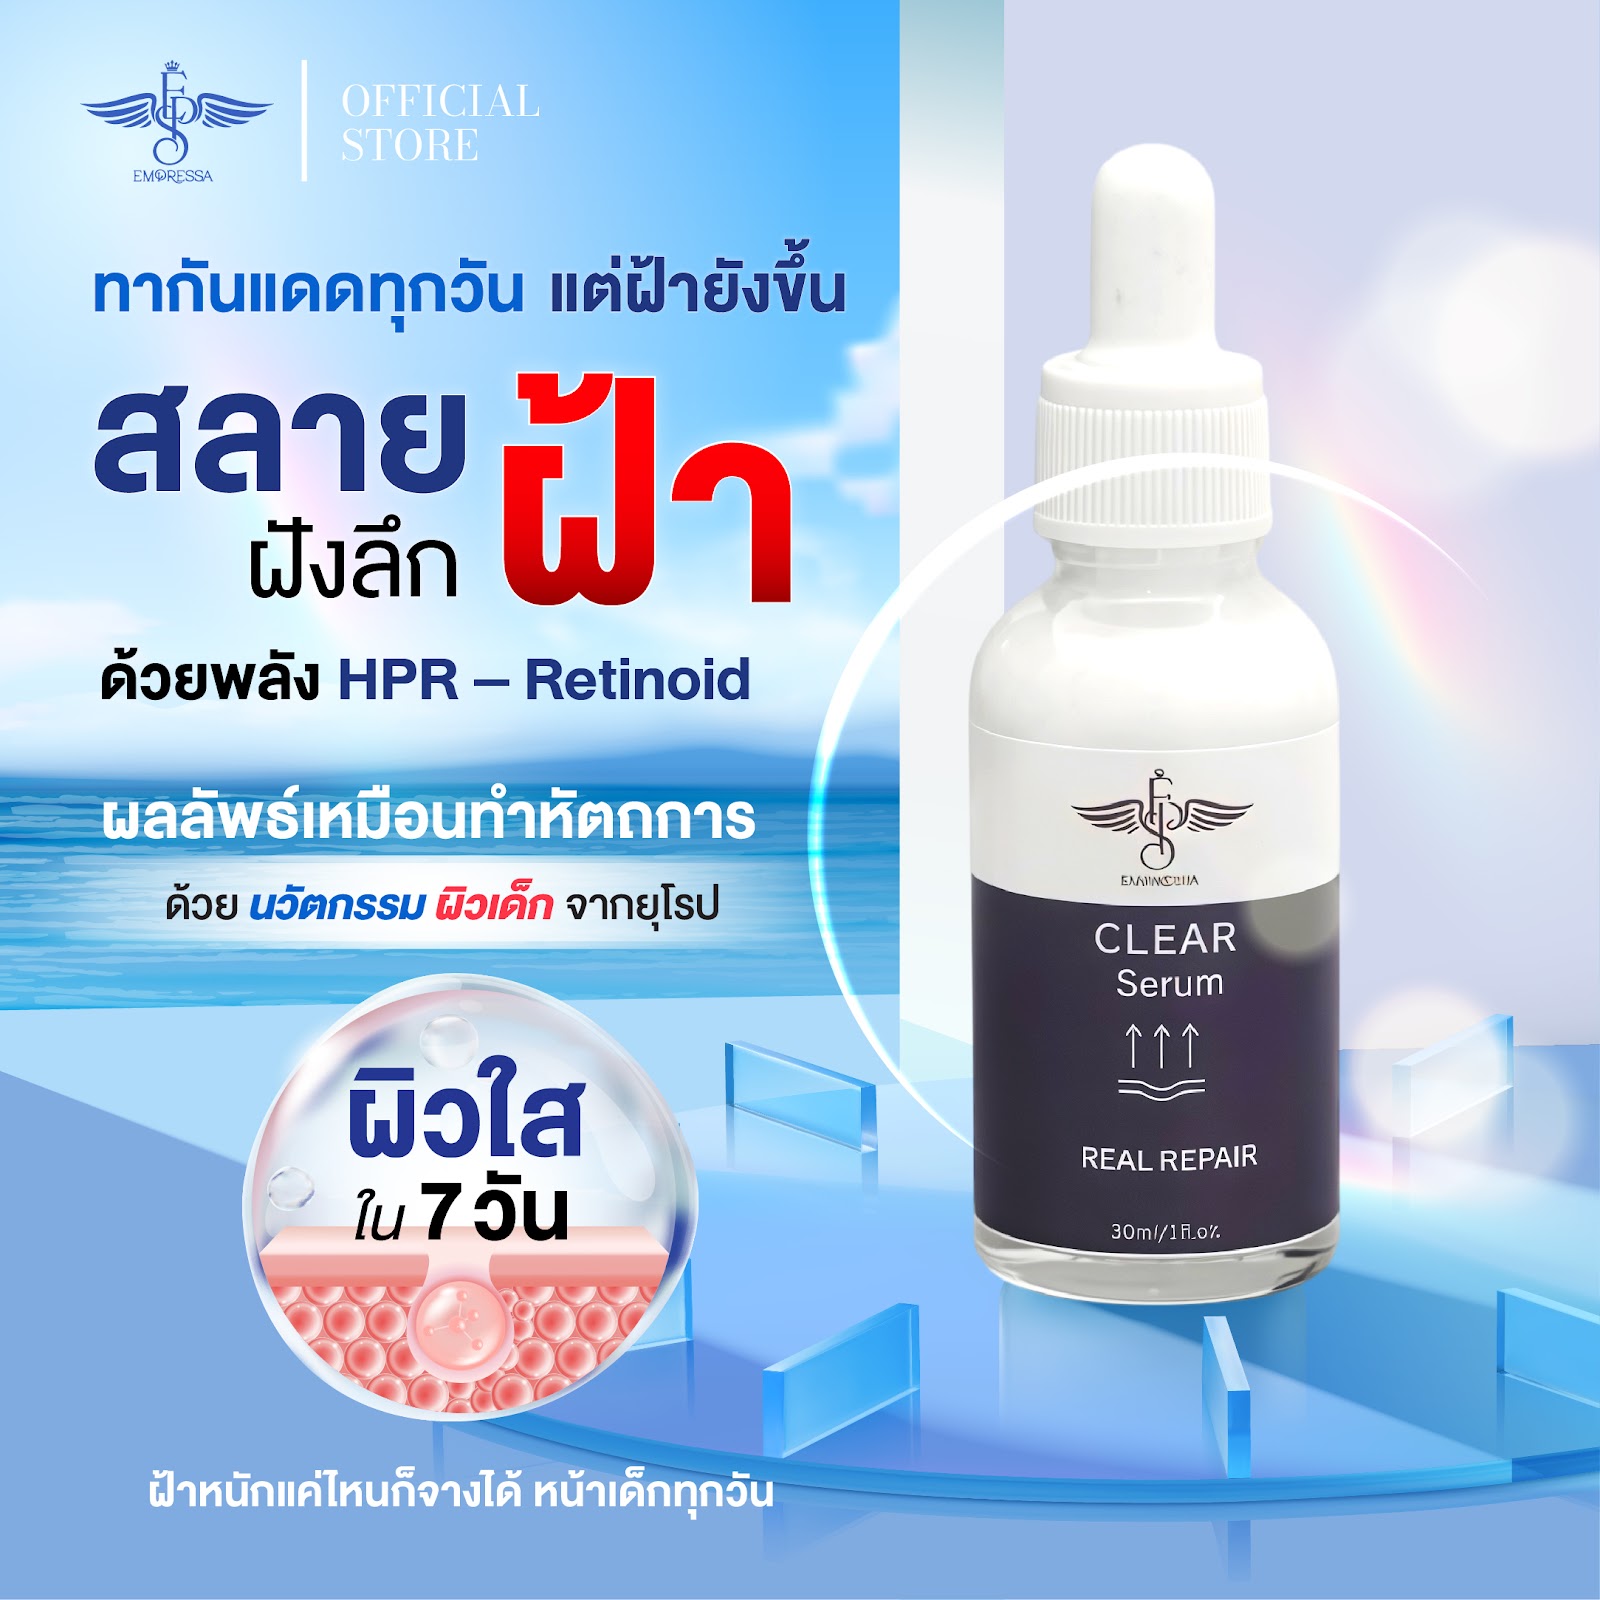 EMPRESSA
OFFICIAL
STORE
ทากันแดดทุกวัน แต่ฝ้ายังขึ้น
สลาย
ฝ้า
ฝังลึก
ด้วยพลัง HPR – Retinoid
ผลลัพธ์เหมือนทำหัตถการ
ด้วย นวัตกรรม ผิวเด็ก จากยุโรป
ผิวใส
ใน 7 วัน
ฝ้าหนักแค่ไหนก็จางได้ หน้าเด็กทุกวัน
CLEAR
Serum
REAL REPAIR